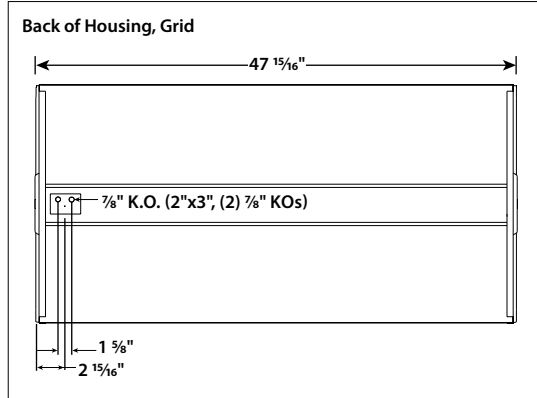 Back of Housing, Grid
47 15/16"
7/8" K.O. (2"x3", (2) 7/8" KOs)
1 5/8"
2 15/16"